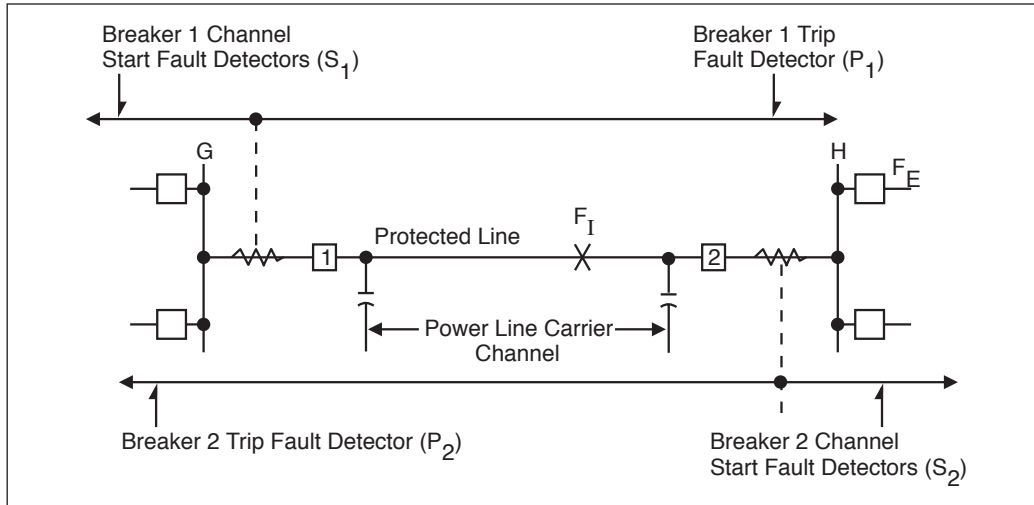 Breaker 1 Channel
Start Fault Detectors (S1)
Breaker 1 Trip
Fault Detector (P1)
G
H
FE
FI
Protected Line
1
2
Power Line Carrier
Channel
Breaker 2 Trip Fault Detector (P2)
Breaker 2 Channel
Start Fault Detectors (S2)